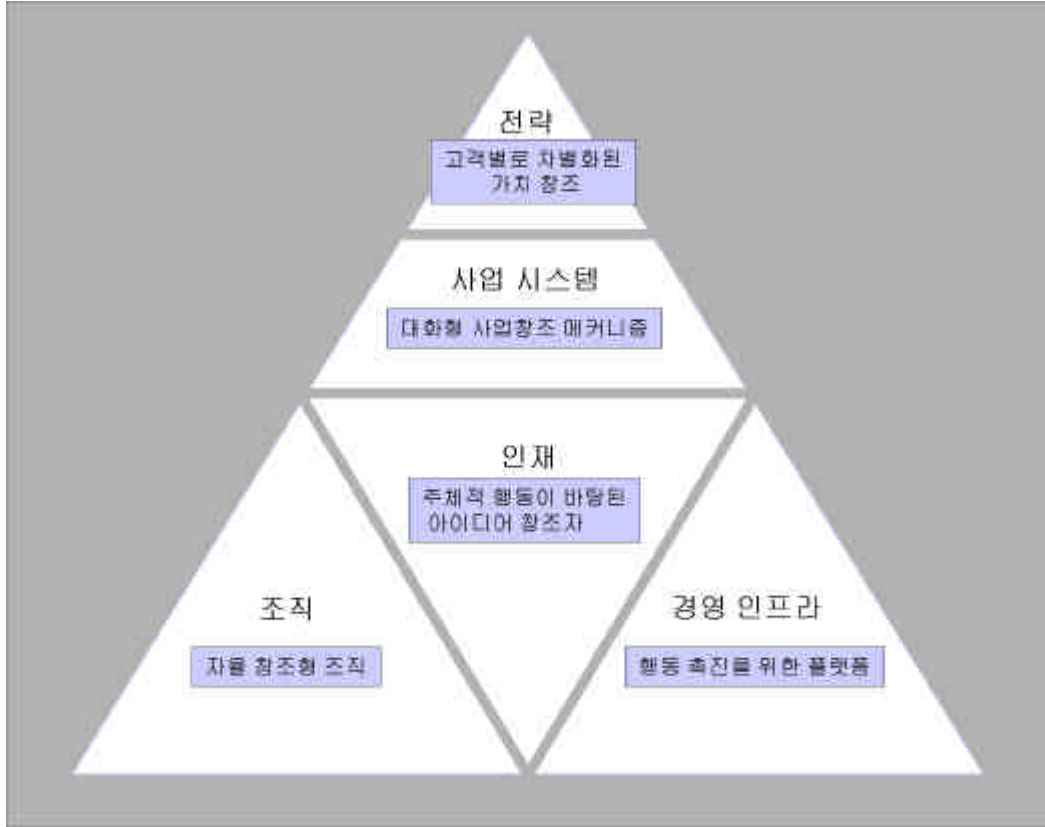 전략
고객별로 차별화된
가치 창조
사업 시스템
대화형 사업창조 메커니즘
인재
주체적 행동이 바탕된
아이디어 창조자
조직
자율 창조형 조직
경영 인프라
행동 촉진을 위한 플랫폼